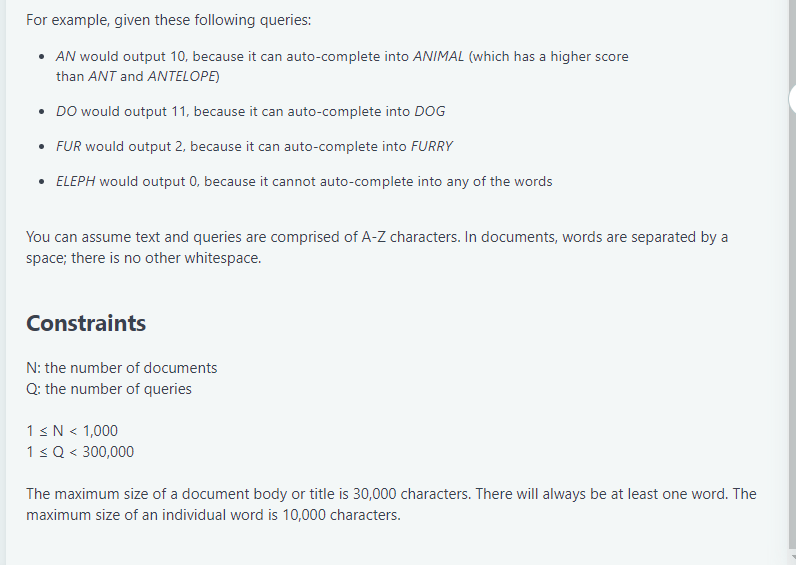 For example, given these following queries:
• AN would output 10, because it can auto-complete into ANIMAL (which has a higher score
than ANT and ANTELOPE)
• DO would output 11, because it can auto-complete into DOG
• FUR would output 2, because it can auto-complete into FURRY
• ELEPH would output 0, because it cannot auto-complete into any of the words
You can assume text and queries are comprised of A-Z characters. In documents, words are separated by a
space; there is no other whitespace.
Constraints
N: the number of documents
Q: the number of queries
1 ≤ N < 1,000
1 ≤ Q < 300,000
The maximum size of a document body or title is 30,000 characters. There will always be at least one word. The
maximum size of an individual word is 10,000 characters.